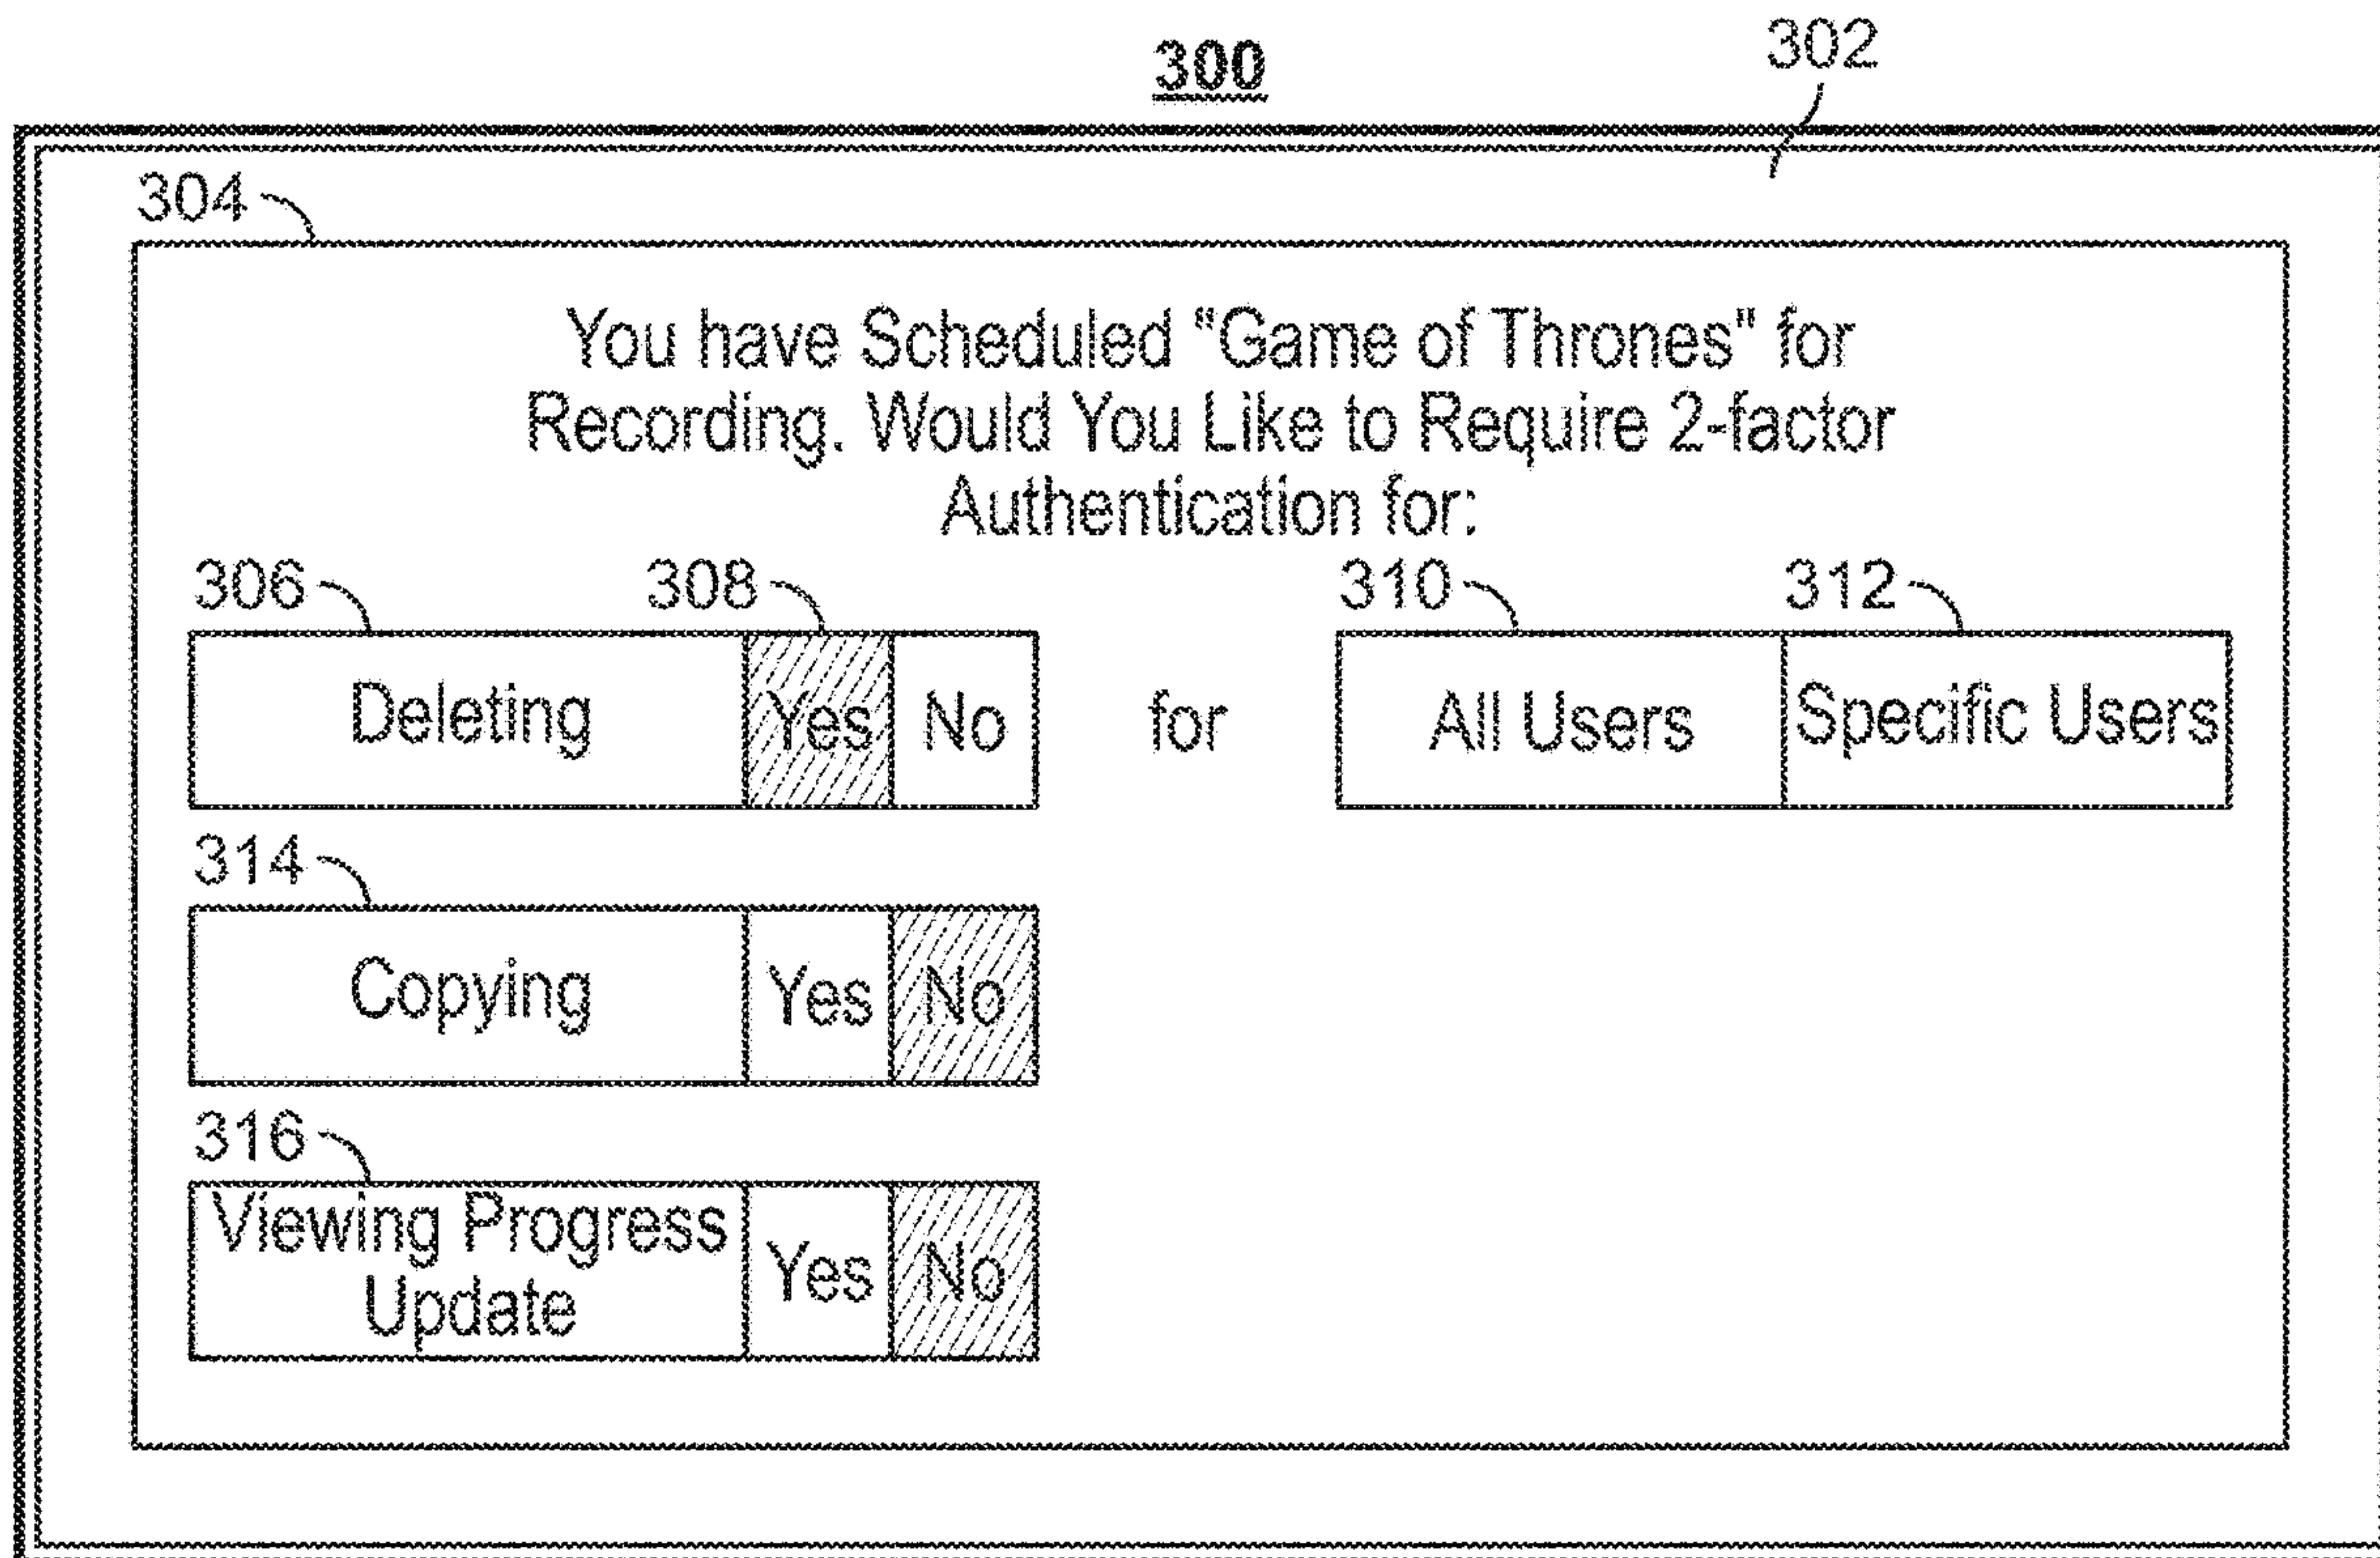 300
302
304
You have Scheduled "Game of Thrones" for
Recording. Would You Like to Require 2-factor
Authentication for:
306 308 310 312
Deleting Yes No for All Users Specific Users
314
Copying Yes No
316
Viewing Progress
Update Yes No